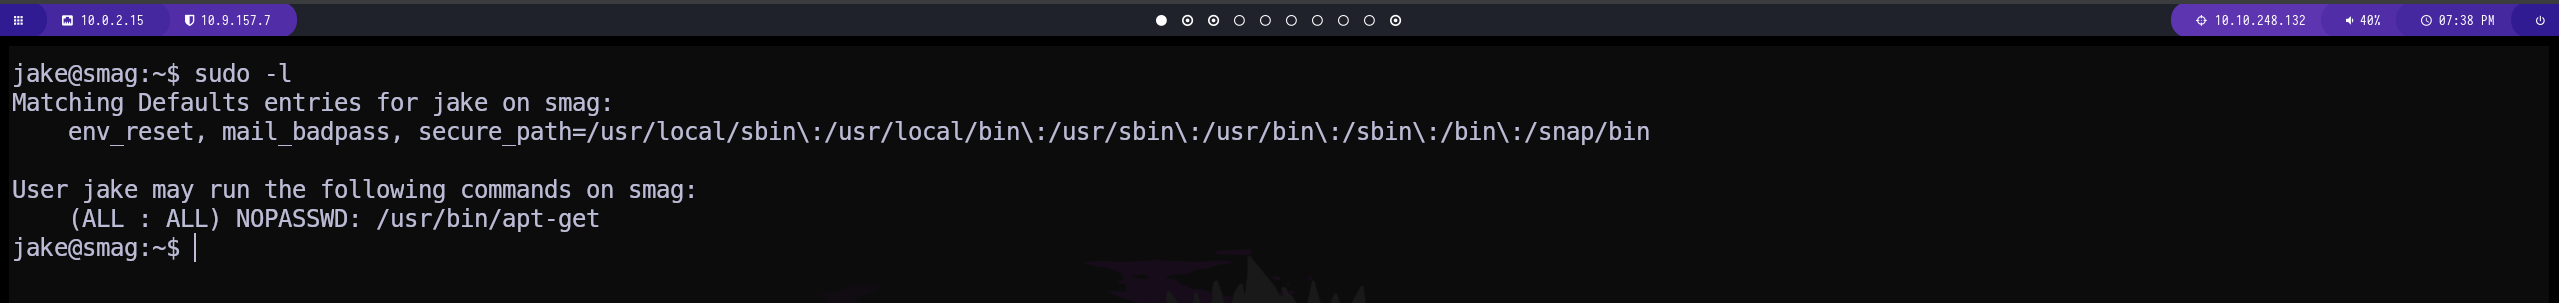 10.0.2.15 10.9.157.7 10.10.248.132 40% 07:38 PM
jake@smag:~$ sudo -l
Matching Defaults entries for jake on smag:
    env_reset, mail_badpass, secure_path=/usr/local/sbin\:/usr/local/bin\:/usr/sbin\:/usr/bin\:/sbin\:/bin\:/snap/bin
User jake may run the following commands on smag:
    (ALL : ALL) NOPASSWD: /usr/bin/apt-get
jake@smag:~$